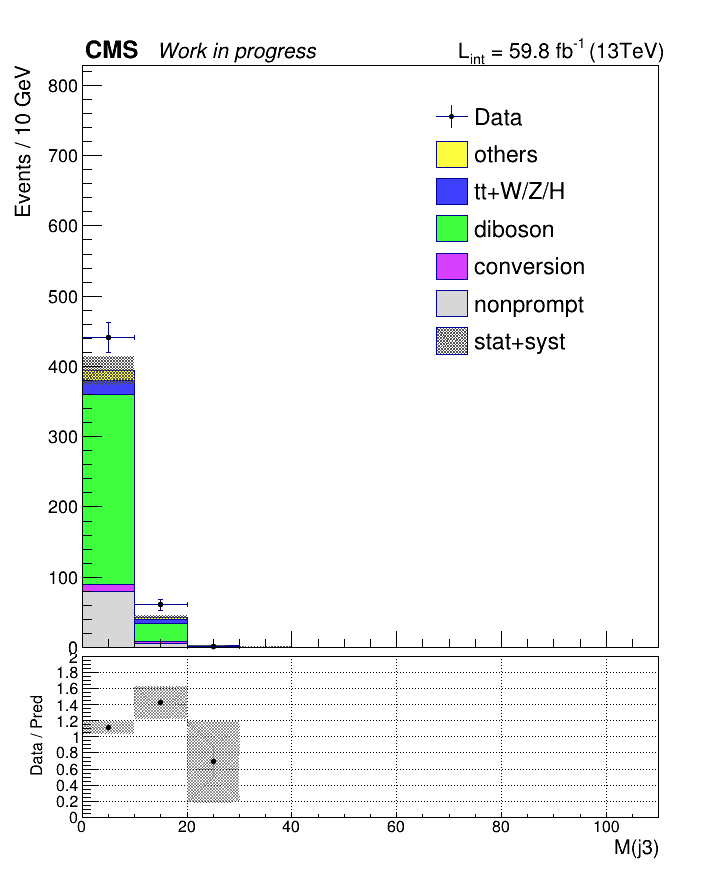 CMS Work in progress L_int = 59.8 fb^-1 (13TeV)
Events / 10 GeV
800
700
600
500
400
300
200
100
0
Data
others
tt+W/Z/H
diboson
conversion
nonprompt
stat+syst
Data / Pred
2
1.8
1.6
1.4
1.2
1
0.8
0.6
0.4
0.2
0
0 20 40 60 80 100
M(j3)